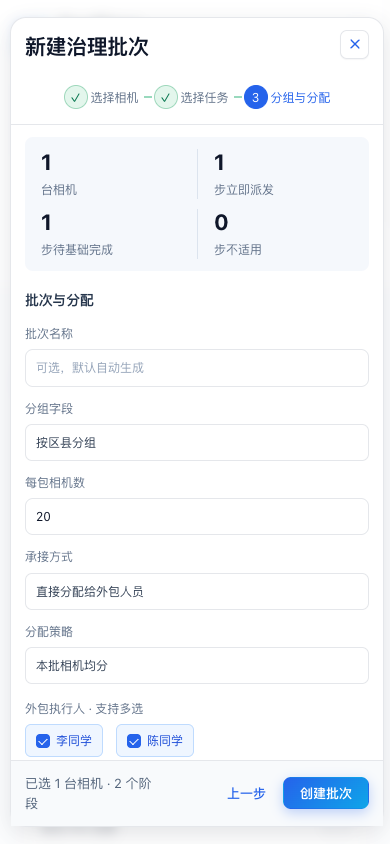 新建治理批次
选择相机
选择任务
3 分组与分配
1
台相机
1
步立即派发
1
步待基础完成
0
步不适用
批次与分配
批次名称
可选，默认自动生成
分组字段
按区县分组
每包相机数
20
承接方式
直接分配给外包人员
分配策略
本批相机均分
外包执行人 · 支持多选
李同学
陈同学
已选 1 台相机 · 2 个阶
段
上一步
创建批次